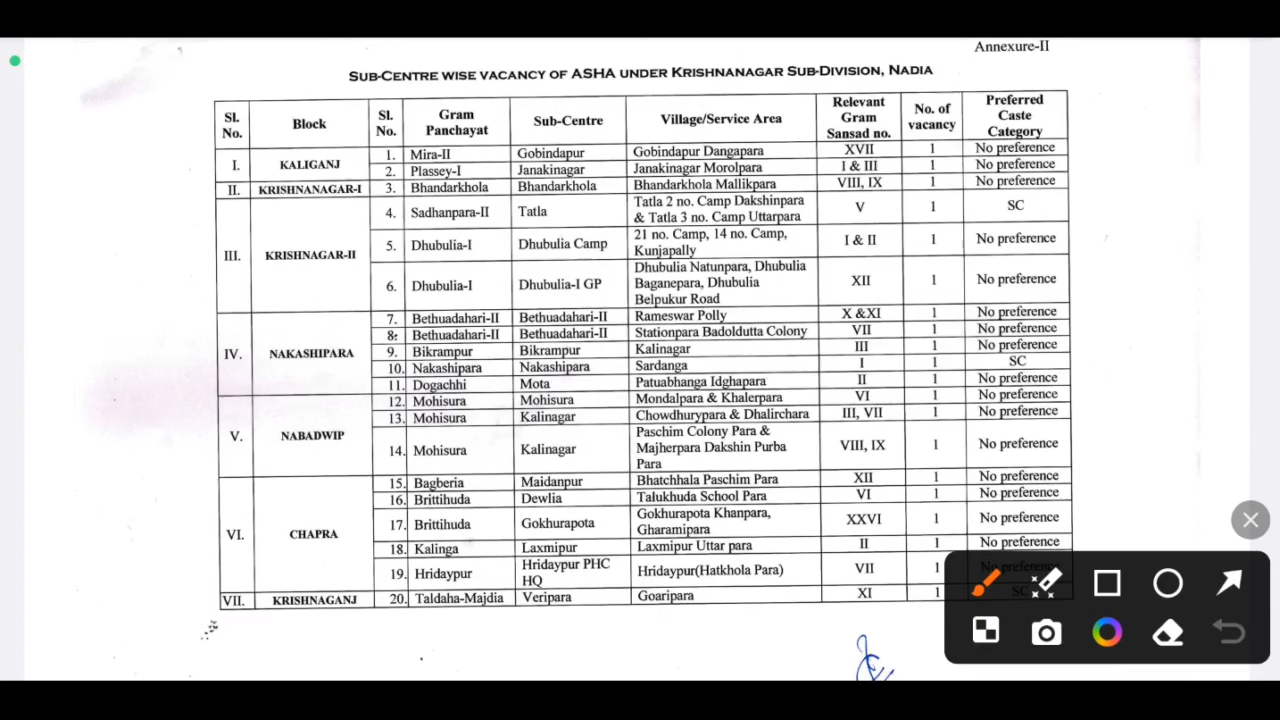 Annexure-II
SUB-CENTRE WISE VACANCY OF ASHA UNDER KRISHNANAGAR SUB-DIVISION, NADIA
Sl. No. Block Sl. No. Gram Panchayat Sub-Centre Village/Service Area Relevant Gram Sansad no. No. of vacancy Preferred Caste Category
I. KALIGANJ 1. Mira-II Gobindapur Gobindapur Dangapara XVII 1 No preference
2. Plassey-I Janakinagar Janakinagar Morolpara I & III 1 No preference
II. KRISHNANAGAR-I 3. Bhandarkhola Bhandarkhola Bhandarkhola Mallikpara VIII, IX 1 No preference
III. KRISHNAGAR-II 4. Sadhanpara-II Tatla Tatla 2 no. Camp Dakshinpara & Tatla 3 no. Camp Uttarpara V 1 SC
5. Dhubulia-I Dhubulia Camp 21 no. Camp, 14 no. Camp, Kunjapally I & II 1 No preference
6. Dhubulia-I Dhubulia-I GP Dhubulia Natunpara, Dhubulia Baganepara, Dhubulia Belpukur Road XII 1 No preference
IV. NAKASHIPARA 7. Bethuadahari-II Bethuadahari-II Rameswar Polly X &XI 1 No preference
8. Bethuadahari-II Bethuadahari-II Stationpara Badoldutta Colony VII 1 No preference
9. Bikrampur Bikrampur Kalinagar III 1 No preference
10. Nakashipara Nakashipara Sardanga I 1 SC
11. Dogachhi Mota Patuabhanga Idghapara II 1 No preference
V. NABADWIP 12. Mohisura Mohisura Mondalpara & Khalerpara VI 1 No preference
13. Mohisura Kalinagar Chowdhurypara & Dhalirchara III, VII 1 No preference
14. Mohisura Kalinagar Paschim Colony Para & Majherpara Dakshin Purba Para VIII, IX 1 No preference
VI. CHAPRA 15. Bagberia Maidanpur Bhatchhala Paschim Para XII 1 No preference
16. Brittihuda Dewlia Talukhuda School Para VI 1 No preference
17. Brittihuda Gokhurapota Gokhurapota Khanpara, Gharamipara XXVI 1 No preference
18. Kalinga Laxmipur Laxmipur Uttar para II 1 No preference
19. Hridaypur Hridaypur PHC HQ Hridaypur(Hatkhola Para) VII 1 No preference
VII. KRISHNAGANJ 20. Taldaha-Majdia Veripara Goaripara XI 1 SC